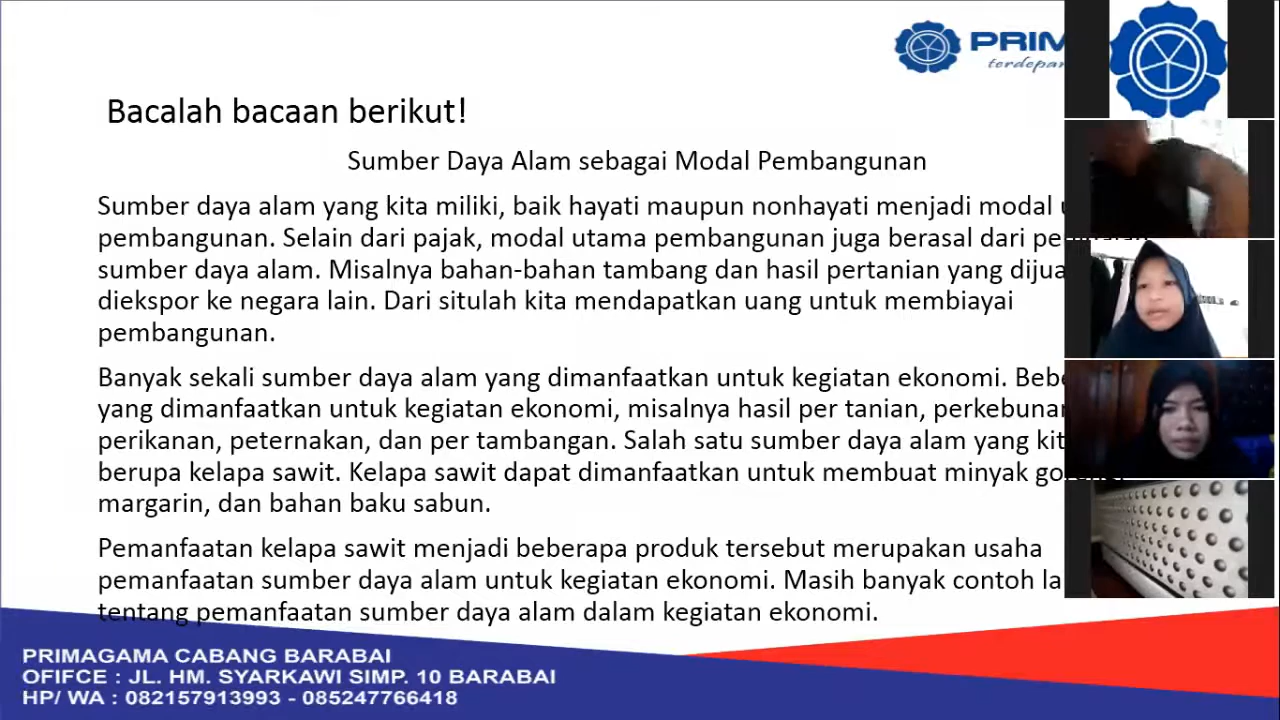 PRIM
terdepan
Bacalah bacaan berikut!
Sumber Daya Alam sebagai Modal Pembangunan
Sumber daya alam yang kita miliki, baik hayati maupun nonhayati menjadi modal
pembangunan. Selain dari pajak, modal utama pembangunan juga berasal dari
sumber daya alam. Misalnya bahan-bahan tambang dan hasil pertanian yang
diekspor ke negara lain. Dari situlah kita mendapatkan uang untuk membiayai
pembangunan.
Banyak sekali sumber daya alam yang dimanfaatkan untuk kegiatan ekonomi.
yang dimanfaatkan untuk kegiatan ekonomi, misalnya hasil per tanian, perkebunan
perikanan, peternakan, dan per tambangan. Salah satu sumber daya alam yang
berupa kelapa sawit. Kelapa sawit dapat dimanfaatkan untuk membuat minyak
margarin, dan bahan baku sabun.
Pemanfaatan kelapa sawit menjadi beberapa produk tersebut merupakan usaha
pemanfaatan sumber daya alam untuk kegiatan ekonomi. Masih banyak contoh
tentang pemanfaatan sumber daya alam dalam kegiatan ekonomi.
PRIMAGAMA CABANG BARABAI
OFIFCE : JL. HM. SYARKAWI SIMP. 10 BARABAI
HP/ WA : 082157913993 - 085247766418